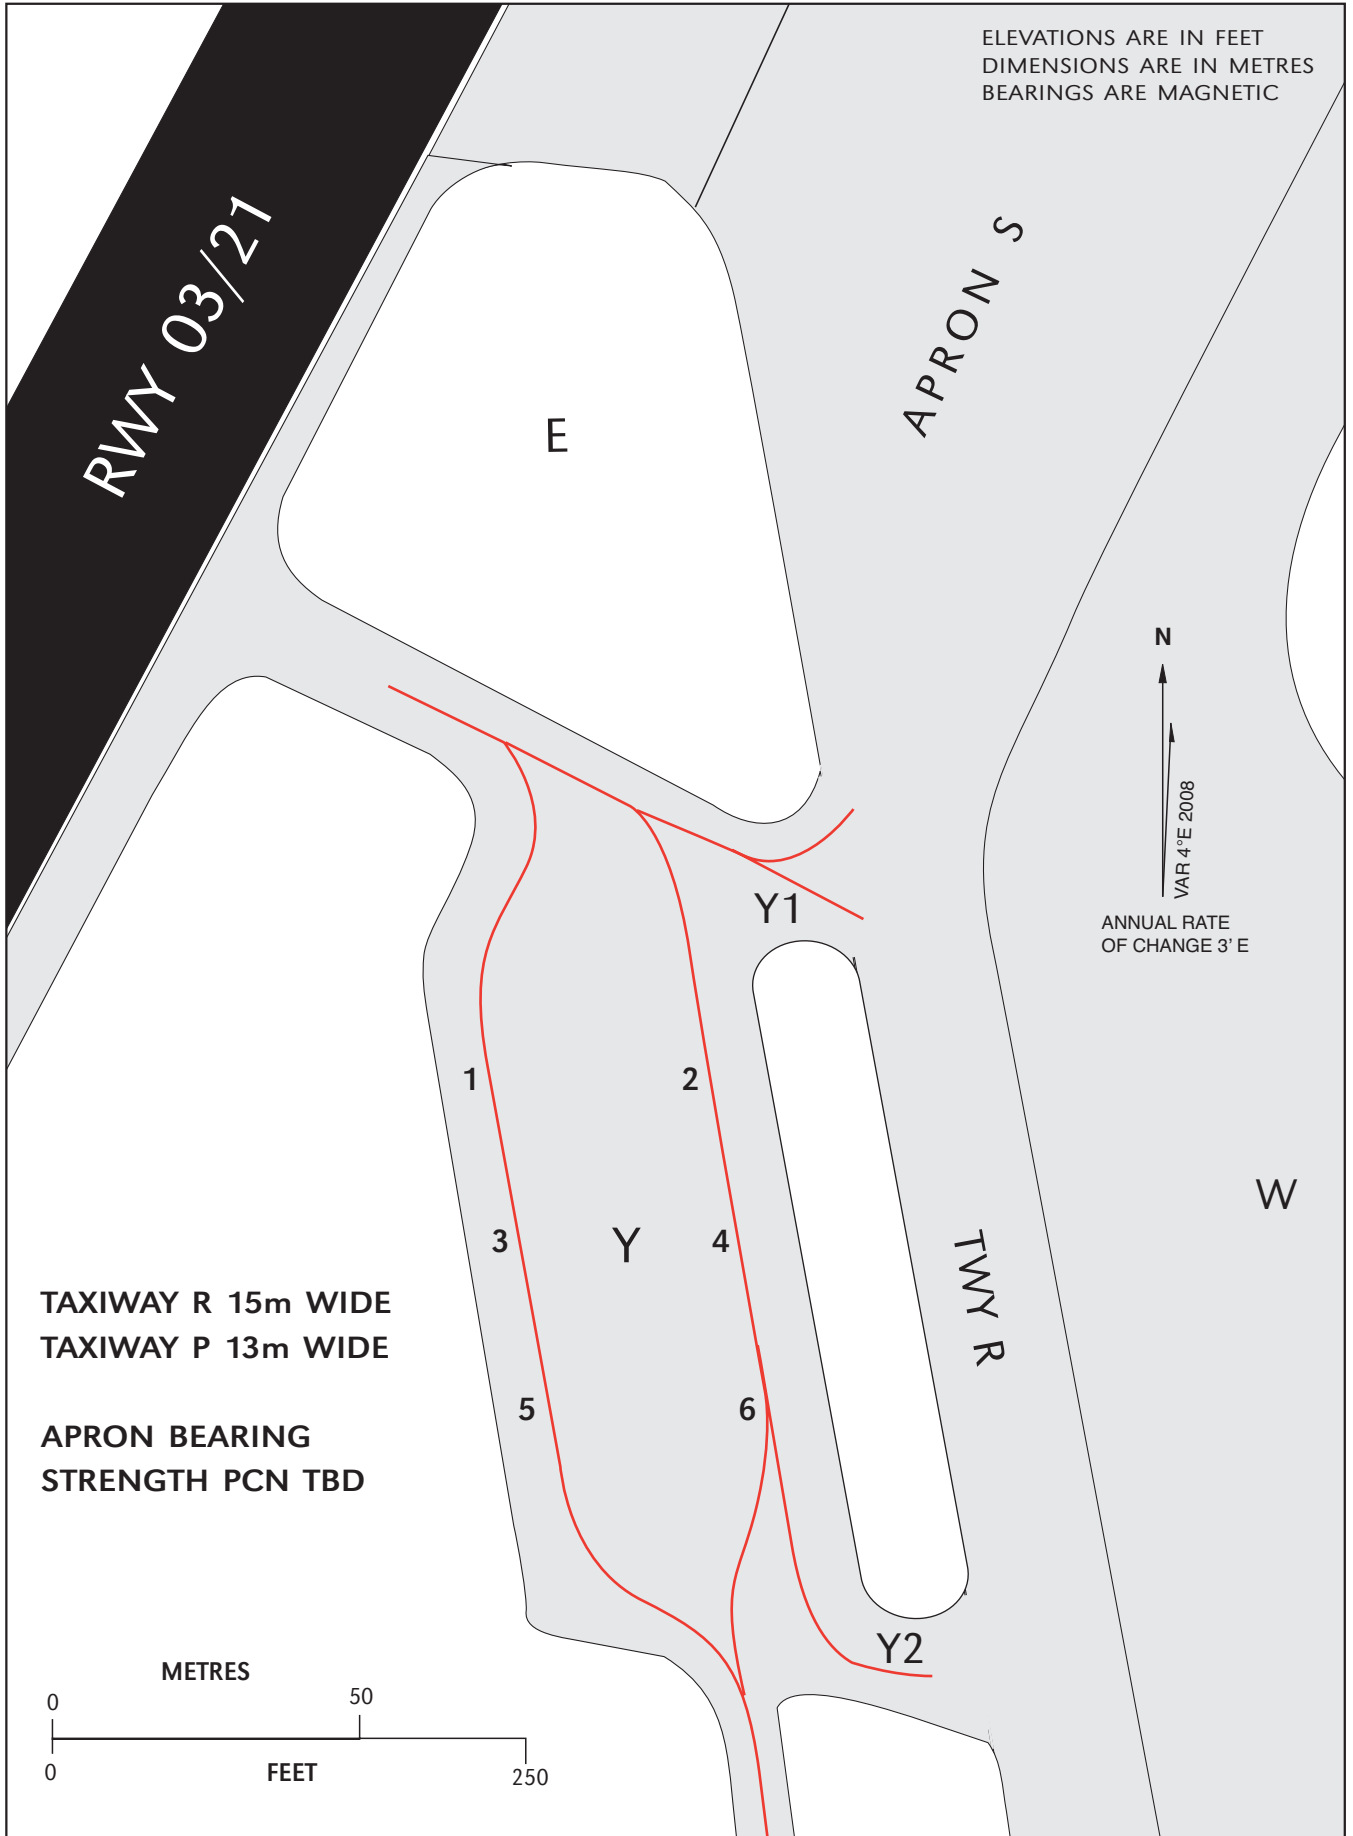 ELEVATIONS ARE IN FEET
DIMENSIONS ARE IN METRES
BEARINGS ARE MAGNETIC
RWY 03/21
APRON S
E
N
VAR 4°E 2008
ANNUAL RATE
OF CHANGE 3' E
Y1
1
2
W
3
Y
4
TWY R
TAXIWAY R 15m WIDE
TAXIWAY P 13m WIDE
5
6
APRON BEARING
STRENGTH PCN TBD
Y2
METRES
0 50
0 FEET 250